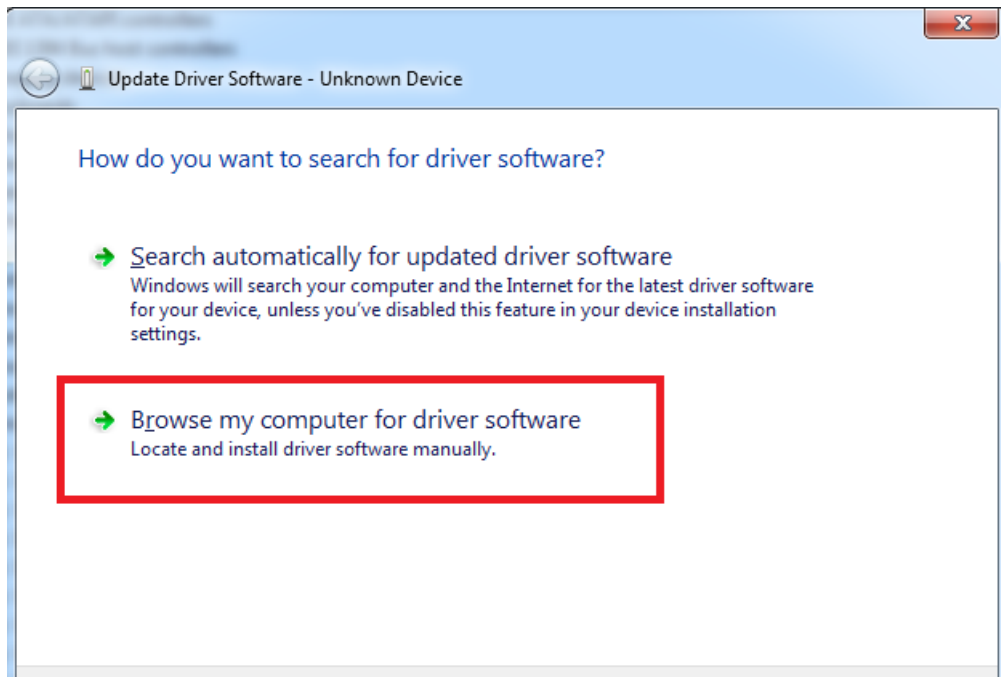 Update Driver Software - Unknown Device
How do you want to search for driver software?
Search automatically for updated driver software
Windows will search your computer and the Internet for the latest driver software
for your device, unless you've disabled this feature in your device installation
settings.
Browse my computer for driver software
Locate and install driver software manually.